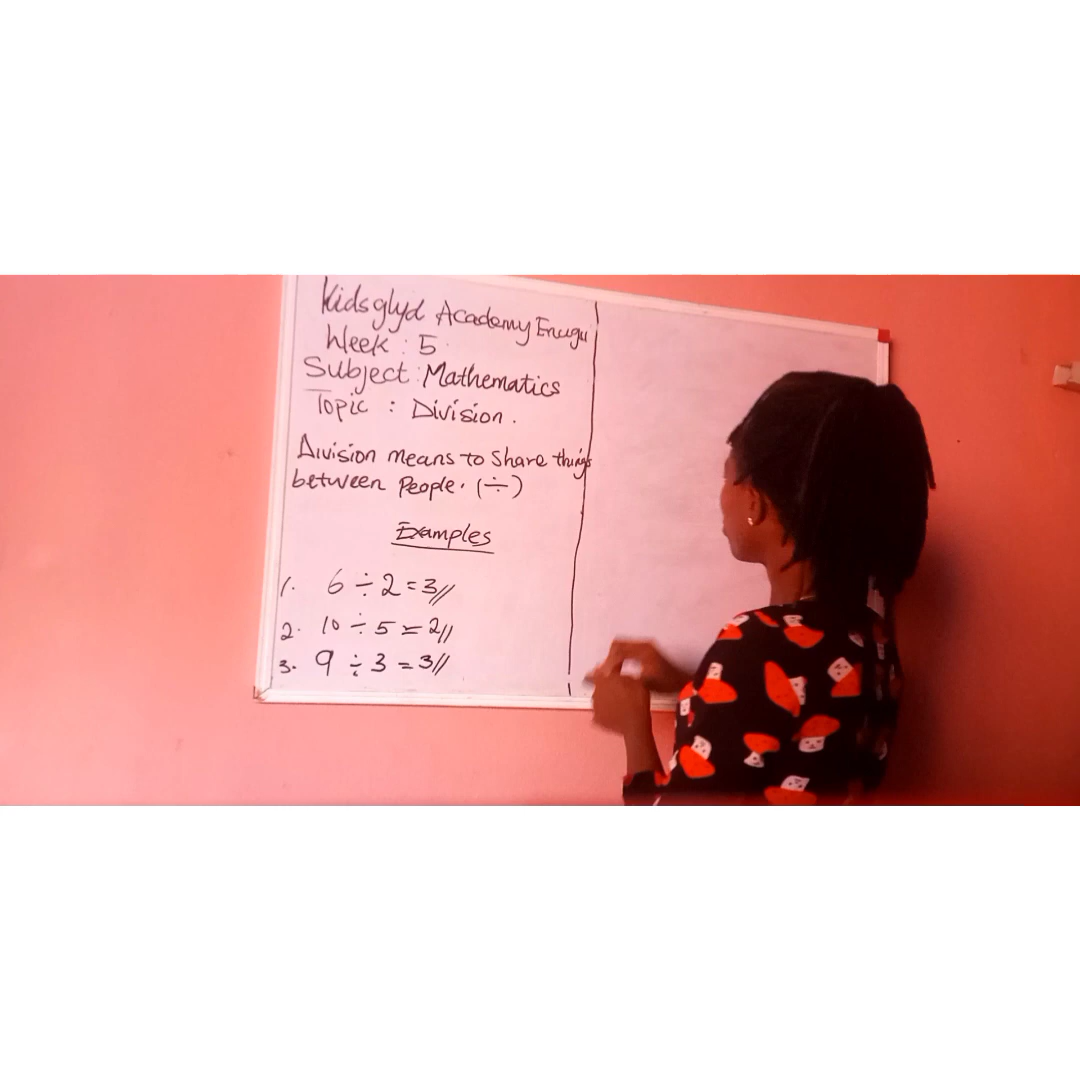 Kidsglyd Academy Enugu
Week : 5
Subject : Mathematics
Topic : Division.
Division means to share things
between People. (÷)
Examples
1. 6 ÷ 2 = 3//
2. 10 ÷ 5 = 2//
3. 9 ÷ 3 = 3//